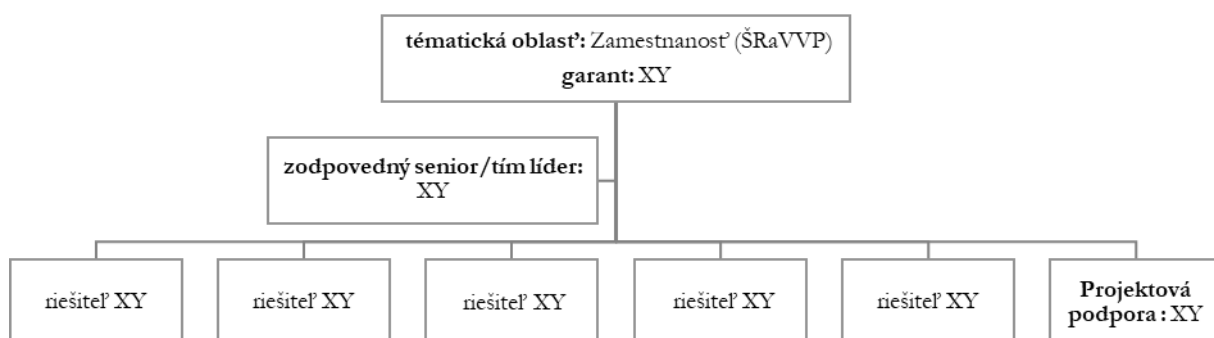 tématická oblasť: Zamestnanosť (ŠRaVVP)
garant: XY
zodpovedný senior/tím líder:
XY
riešiteľ XY
riešiteľ XY
riešiteľ XY
riešiteľ XY
riešiteľ XY
Projektová
podpora : XY